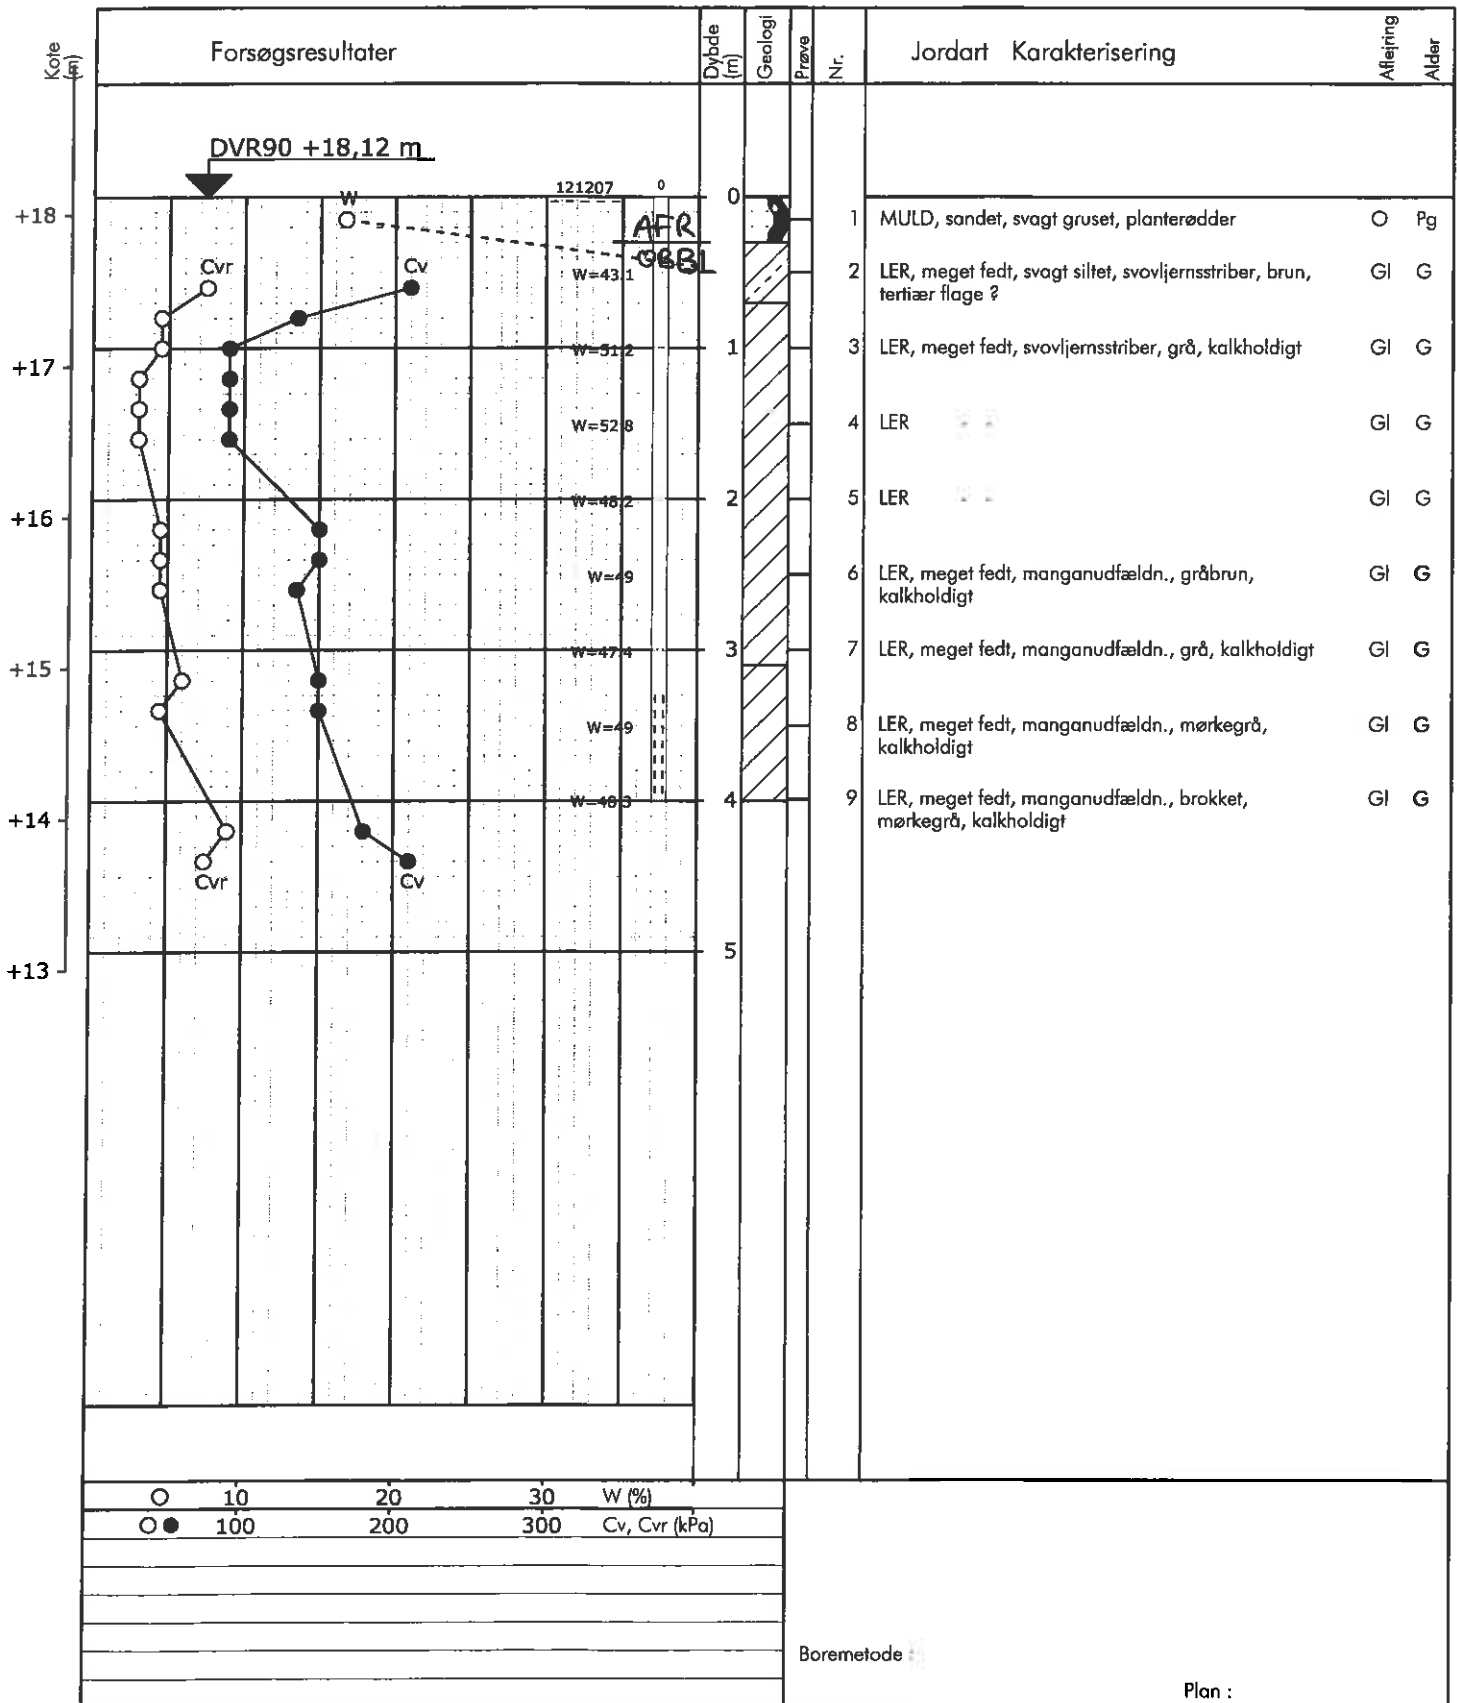 Kote (m)
Forsøgsresultater
Dybde (m)
Geologi
Prøve
Nr.
Jordart Karakterisering
Aflejring
Alder
DVR90 +18,12 m
121207 0 0
+18 W AFR 1 MULD, sandet, svagt gruset, planterødder O Pg
Cvr Cv W=43.1 2 LER, meget fedt, svagt siltet, svovljernsstriber, brun, Gl G
tertiær flage ?
+17 W=51.2 1 3 LER, meget fedt, svovljernsstriber, grå, kalkholdigt Gl G
W=52.8 4 LER " " Gl G
+16 W=48.2 2 5 LER " " Gl G
W=49 6 LER, meget fedt, manganudfældn., gråbrun, Gl G
kalkholdigt
+15 W=47.4 3 7 LER, meget fedt, manganudfældn., grå, kalkholdigt Gl G
W=49 8 LER, meget fedt, manganudfældn., mørkegrå, Gl G
kalkholdigt
+14 W=48.3 4 9 LER, meget fedt, manganudfældn., brokket, Gl G
mørkegrå, kalkholdigt
Cvr Cv
5
+13
10 20 30 W (%)
100 200 300 Cv, Cvr (kPa)
Boremetode :
Plan :